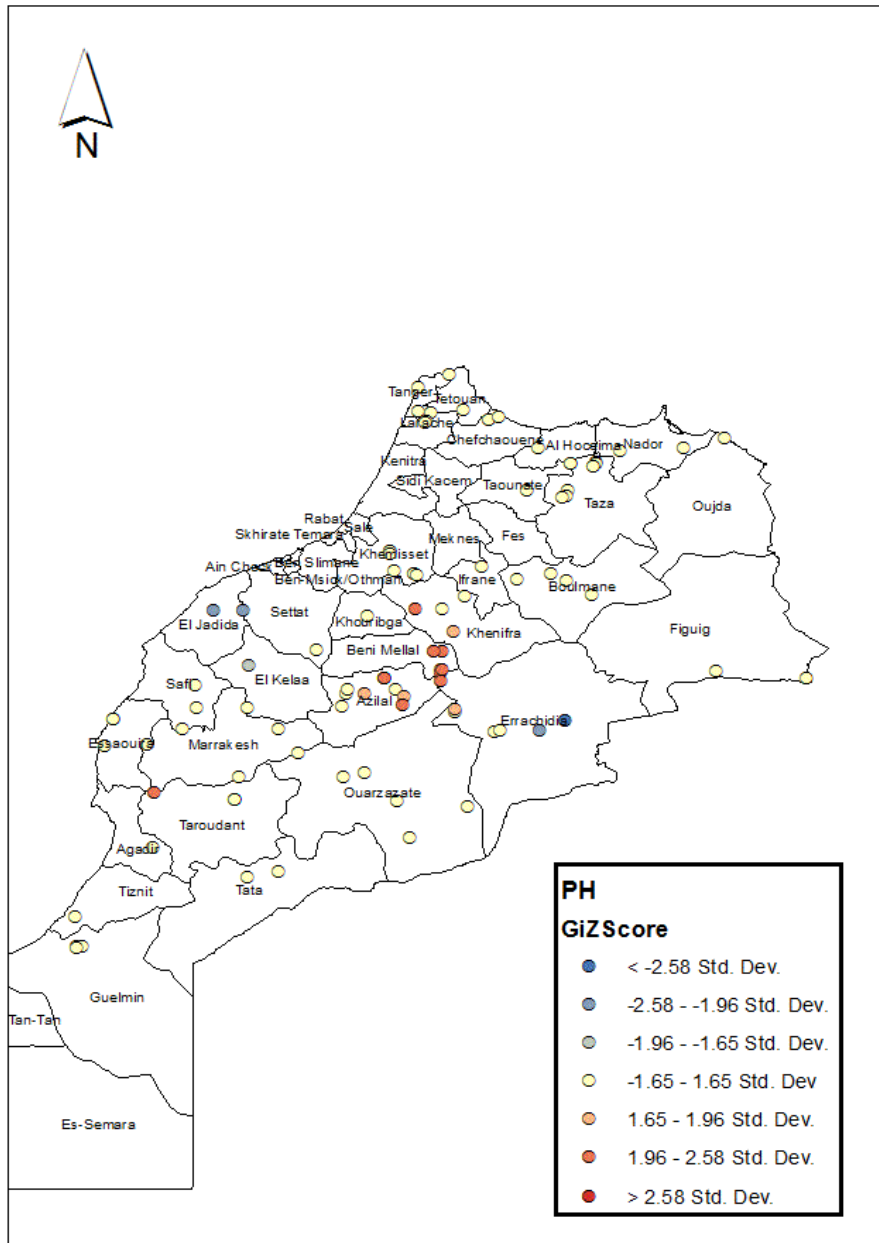 N
Tanger
Tetouan
Larache
Chefchaouene
Al Hoceima
Nador
Kenitra
Sidi Kacem
Taounate
Taza
Oujda
Rabat
Sale
Skhirate Temara
Meknes
Fes
Khemisset
Ain Chock
Ben Slimane
Ben-Msick/Othman
Ifrane
Boulmane
El Jadida
Settat
Khouribga
Khenifra
Figuig
Beni Mellal
Safi
El Kelaa
Azilal
Errachidia
Essaouira
Marrakesh
Ouarzazate
Taroudant
Agadir
Tiznit
Tata
Guelmin
Tan-Tan
Es-Semara
PH
GiZScore
< -2.58 Std. Dev.
-2.58 - -1.96 Std. Dev.
-1.96 - -1.65 Std. Dev.
-1.65 - 1.65 Std. Dev
1.65 - 1.96 Std. Dev.
1.96 - 2.58 Std. Dev.
> 2.58 Std. Dev.